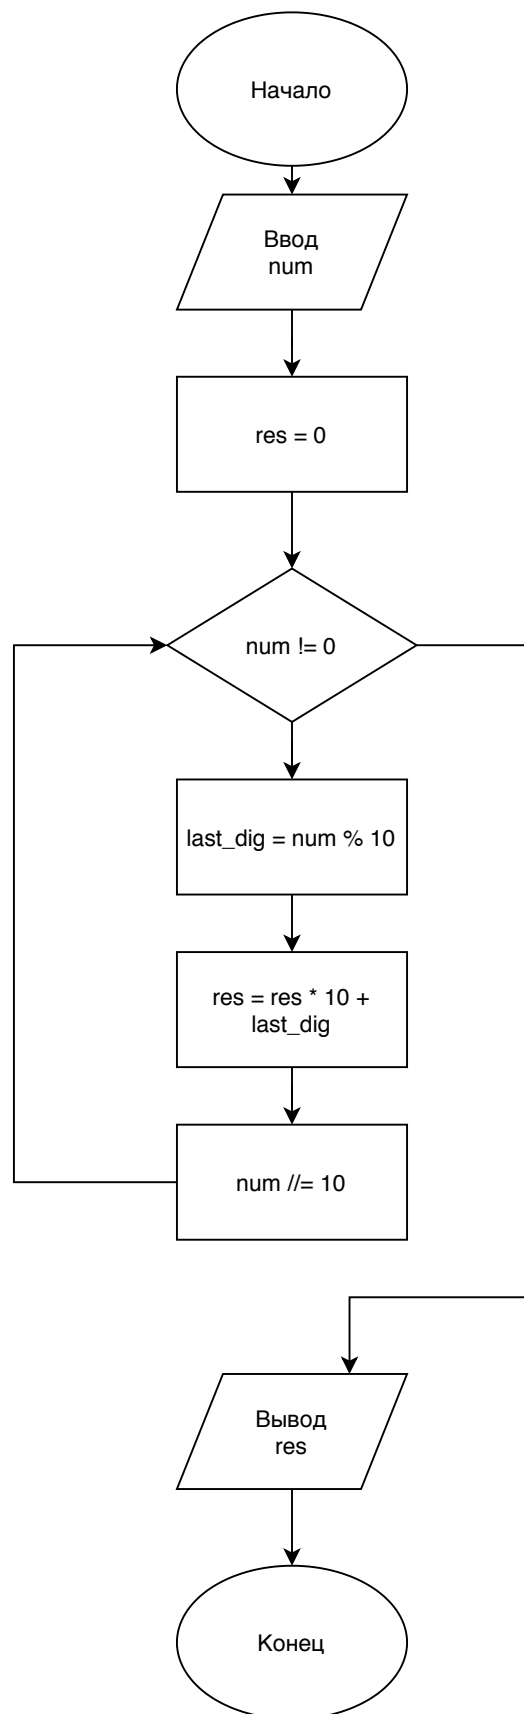 Начало
Ввод
num
res = 0
num != 0
last_dig = num % 10
res = res * 10 +
last_dig
num //= 10
Вывод
res
Конец